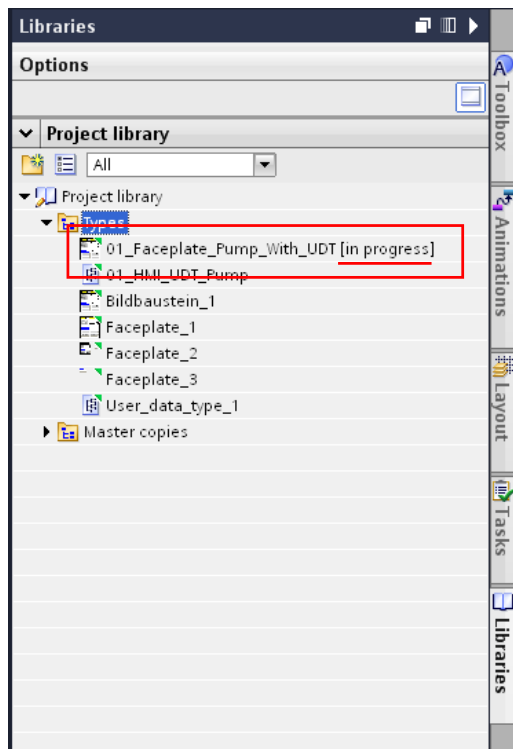 Libraries
Options
Project library
All
Project library
Types
01_Faceplate_Pump_With_UDT [in progress]
01_HMI_UDT_Pump
Bildbaustein_1
Faceplate_1
Faceplate_2
Faceplate_3
User_data_type_1
Master copies
Toolbox
Animations
Layout
Tasks
Libraries